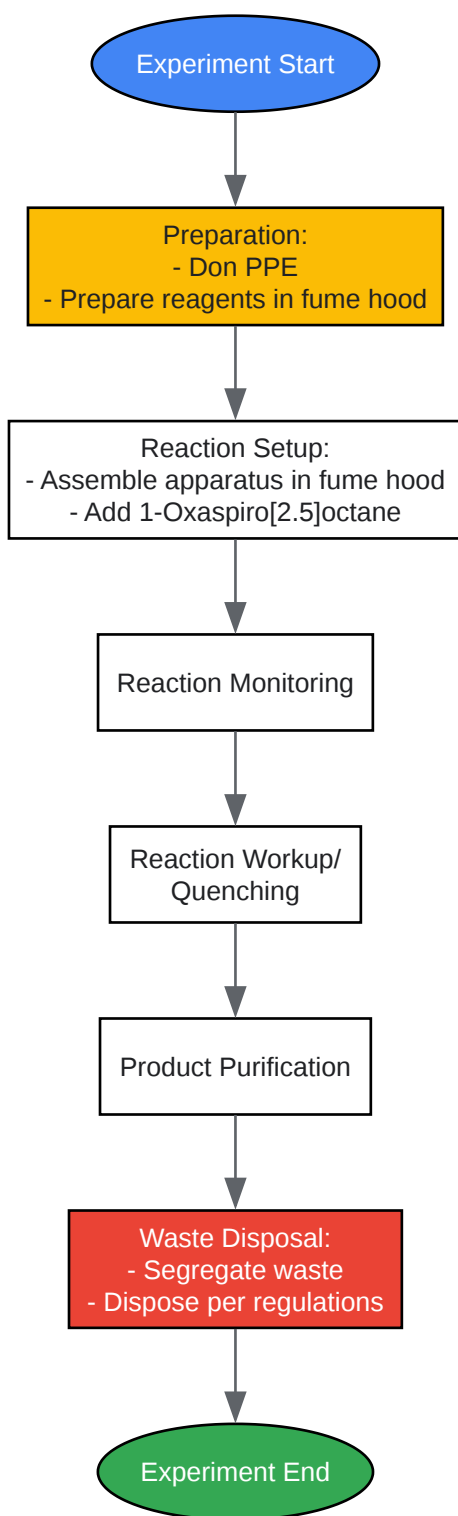 Experiment Start
Preparation:
- Don PPE
- Prepare reagents in fume hood
Reaction Setup:
- Assemble apparatus in fume hood
- Add 1-Oxaspiro[2.5]octane
Reaction Monitoring
Reaction Workup/
Quenching
Product Purification
Waste Disposal:
- Segregate waste
- Dispose per regulations
Experiment End